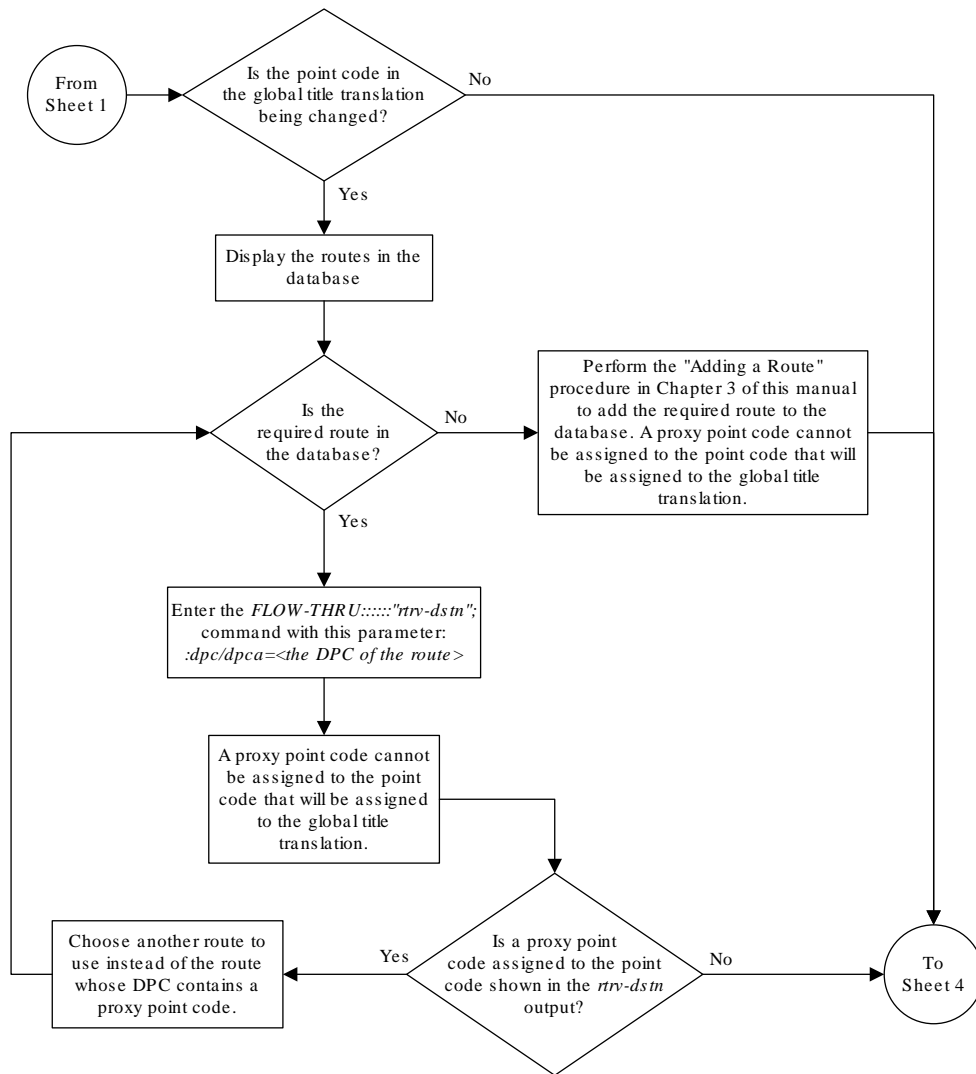 From
Sheet 1
Is the point code in
the global title translation
being changed?
No
Yes
Display the routes in the
database
Is the
required route in
the database?
No
Perform the "Adding a Route"
procedure in Chapter 3 of this manual
to add the required route to the
database. A proxy point code cannot
be assigned to the point code that will
be assigned to the global title
translation.
Yes
Enter the FLOW-THRU::::::"rtrv-dstn";
command with this parameter:
:dpc/dpca=<the DPC of the route>
A proxy point code cannot
be assigned to the point
code that will be assigned
to the global title
translation.
Choose another route to
use instead of the route
whose DPC contains a
proxy point code.
Yes
Is a proxy point
code assigned to the point
code shown in the rtrv-dstn
output?
No
To
Sheet 4